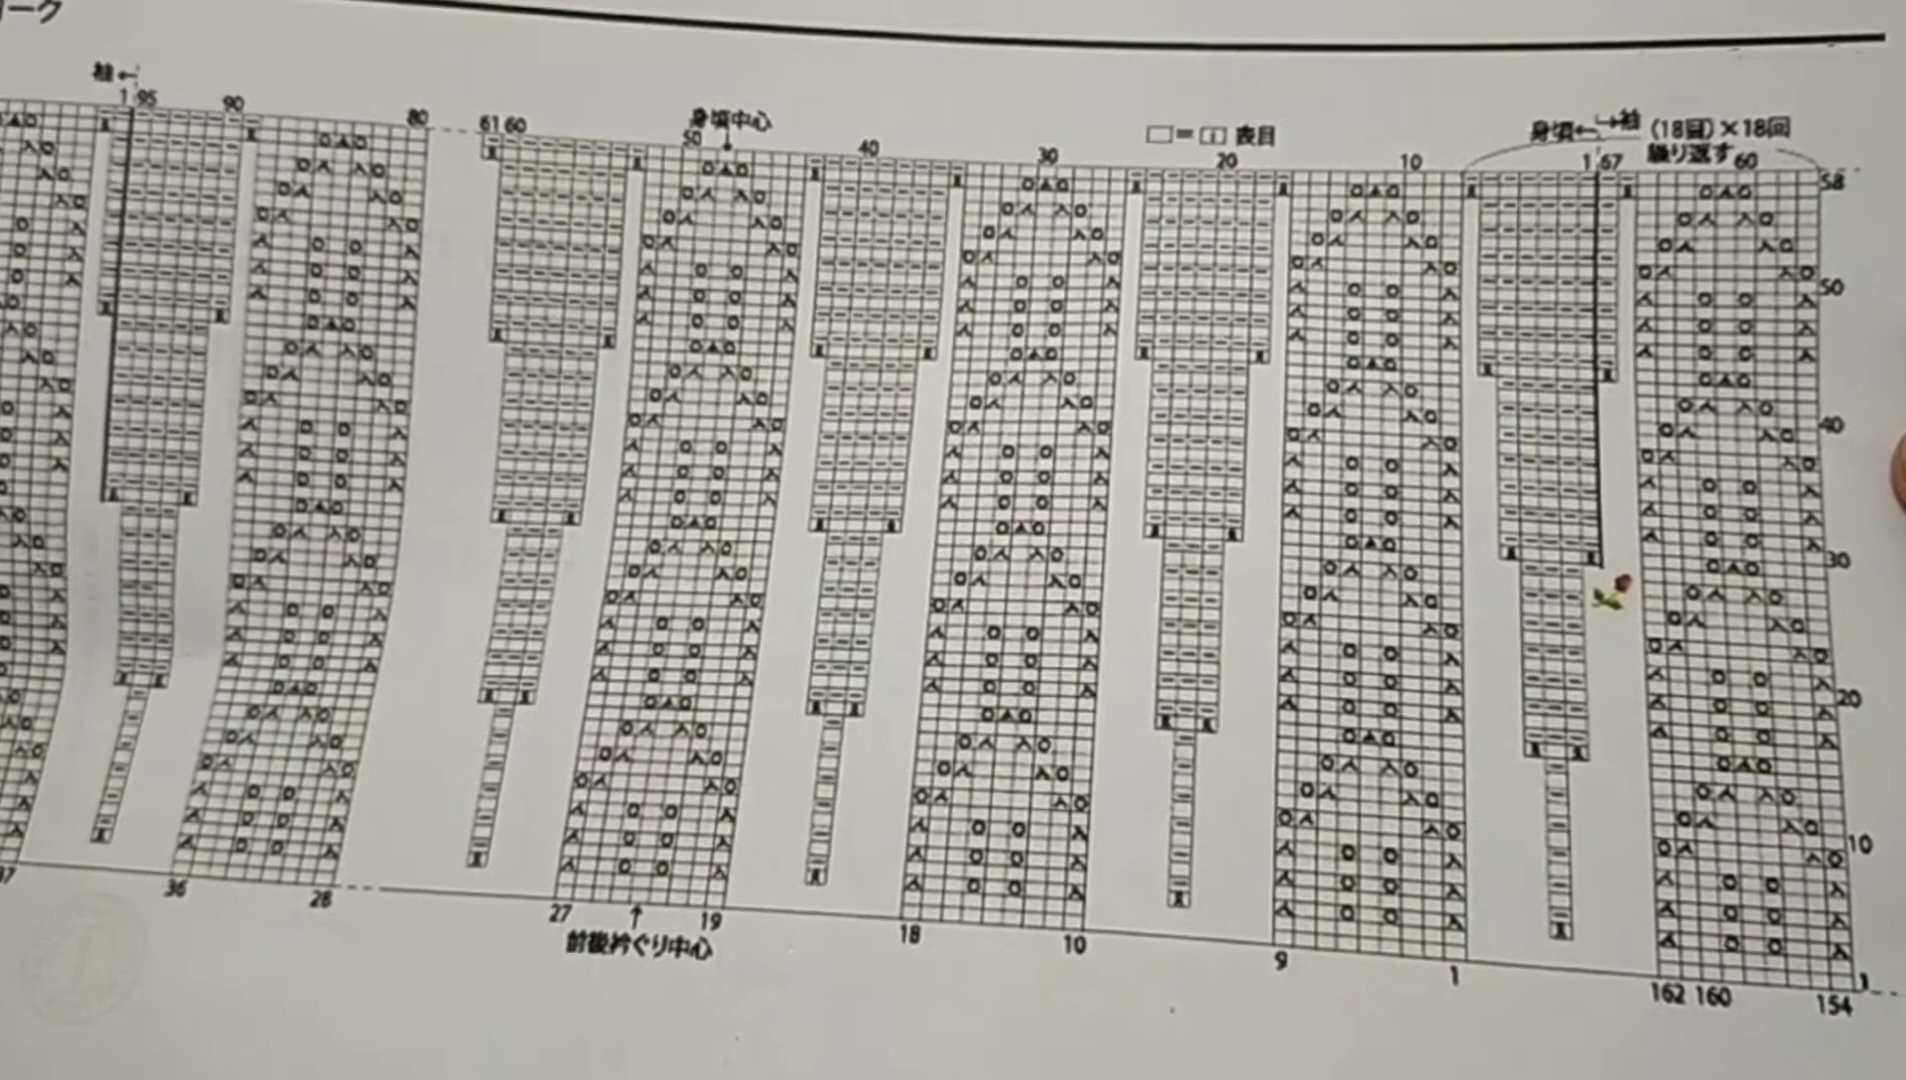 ーク
袖←
1 95 90 80 61 60
身頃中心
50 40 30 20 10
□=|表目
身頃← →袖
(18目)×18回
繰り返す
1 67 60
58
50
40
30
20
10
1
37 36 28 27 19 18 10 9 1 162 160 154
前後衿ぐり中心